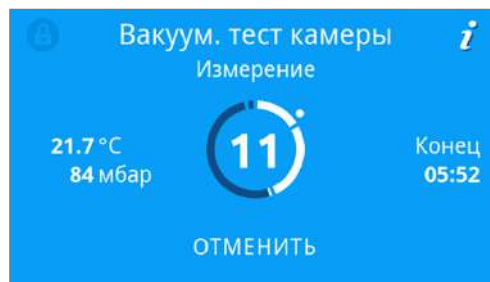 Вакуум. тест камеры
i
Измерение
21.7 °C
84 мбар
11
Конец
05:52
ОТМЕНИТЬ